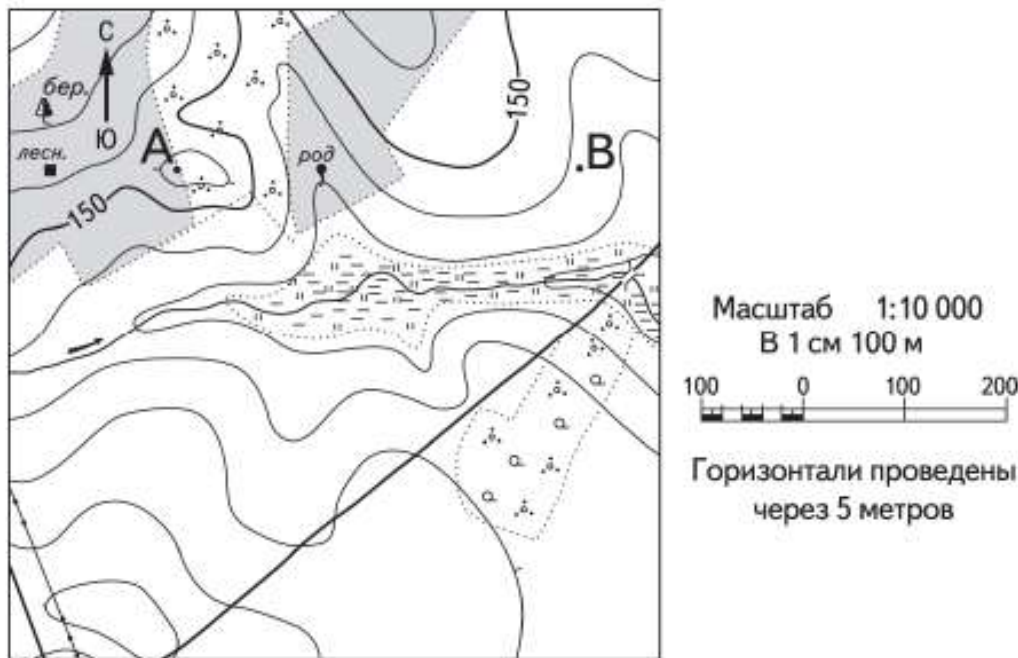 С
бер.
Ю
лесн.
А
род
150
В
150
Масштаб 1:10 000
В 1 см 100 м
100 0 100 200
Горизонтали проведены
через 5 метров